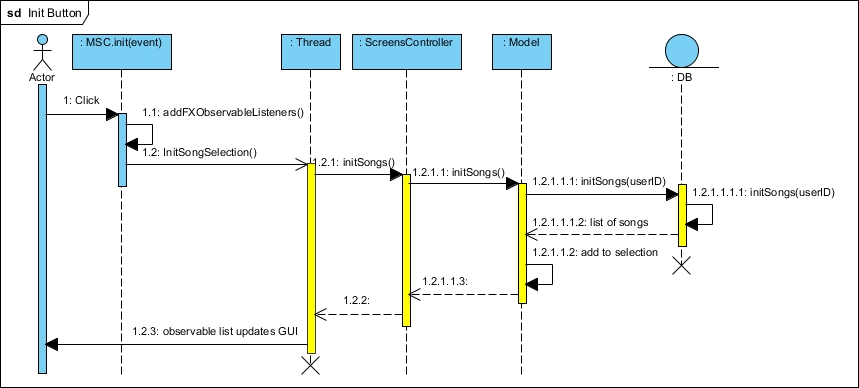 sd Init Button
: MSC.init(event)
: Thread
: ScreensController
: Model
Actor
: DB
1: Click
1.1: addFXObservableListeners()
1.2: InitSongSelection()
1.2.1: initSongs()
1.2.1.1: initSongs()
1.2.1.1.1: initSongs(userID)
1.2.1.1.1.1: initSongs(userID)
1.2.1.1.1.2: list of songs
1.2.1.1.2: add to selection
1.2.1.1.3:
1.2.2:
1.2.3: observable list updates GUI